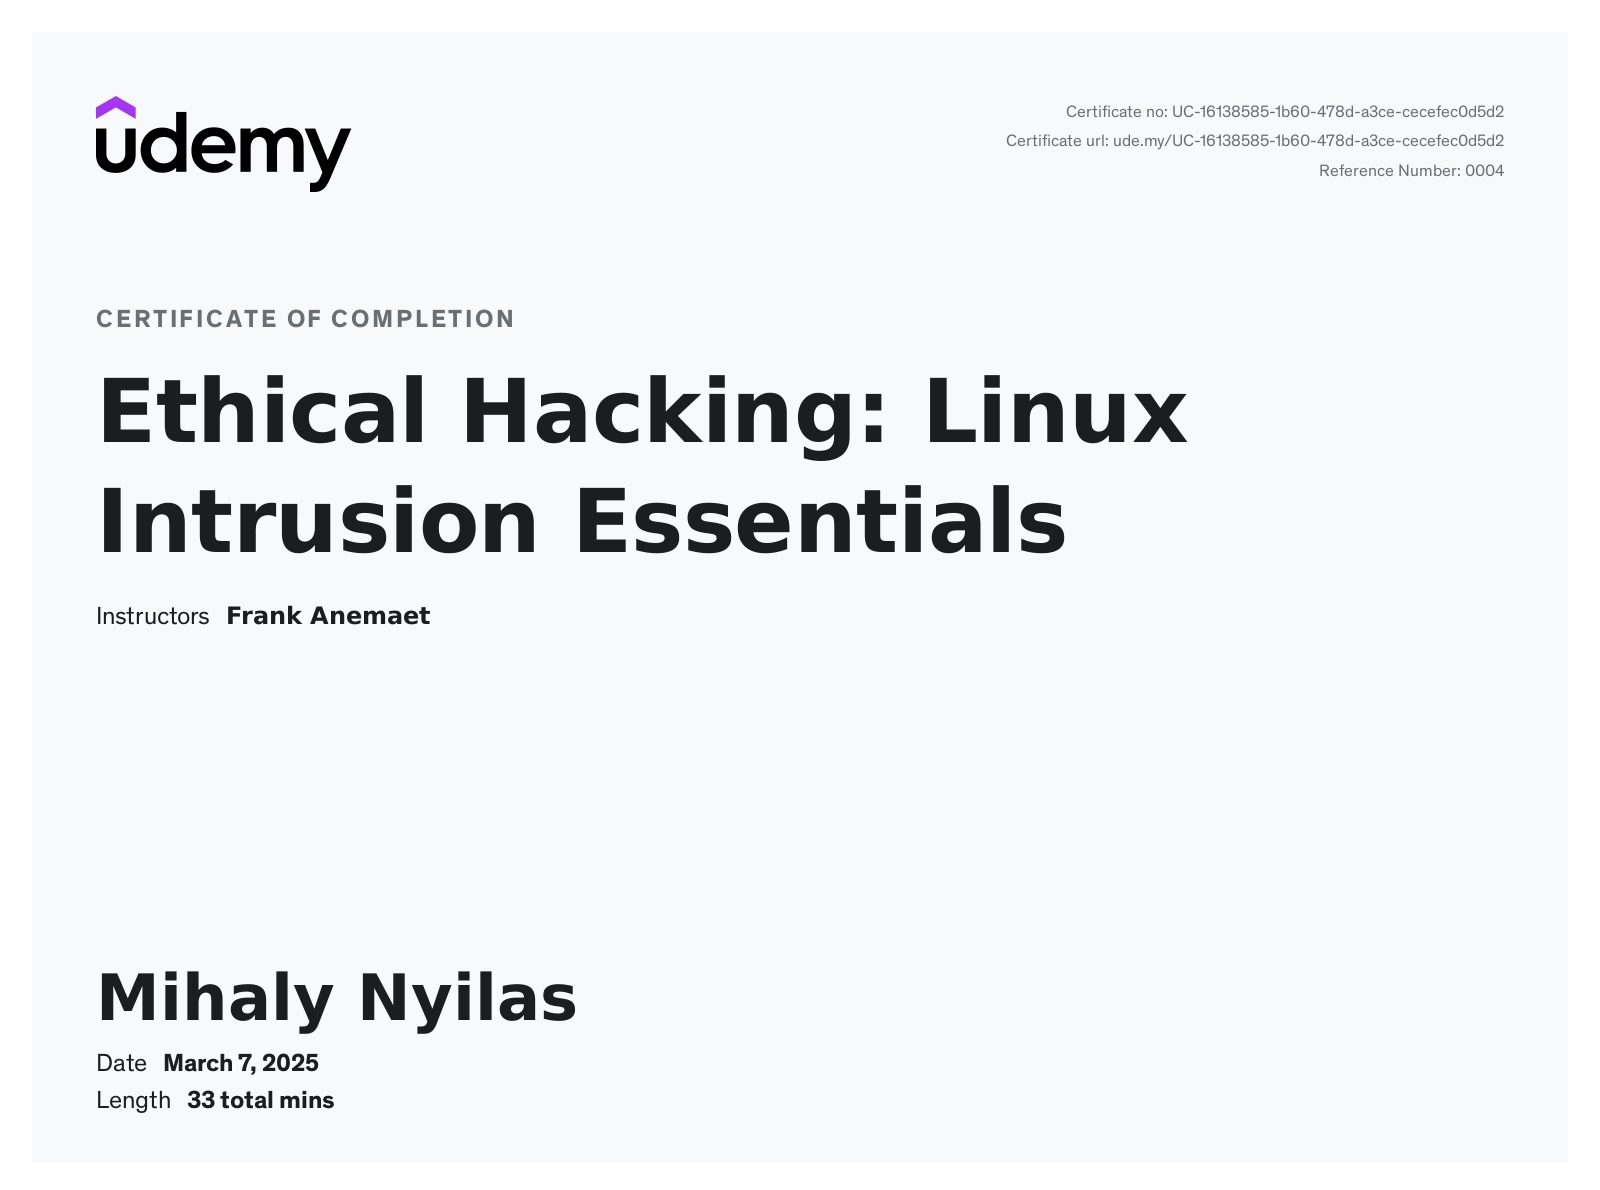 udemy
Certificate no: UC-16138585-1b60-478d-a3ce-cecefec0d5d2
Certificate url: ude.my/UC-16138585-1b60-478d-a3ce-cecefec0d5d2
Reference Number: 0004
CERTIFICATE OF COMPLETION
Ethical Hacking: Linux
Intrusion Essentials
Instructors Frank Anemaet
Mihaly Nyilas
Date March 7, 2025
Length 33 total mins